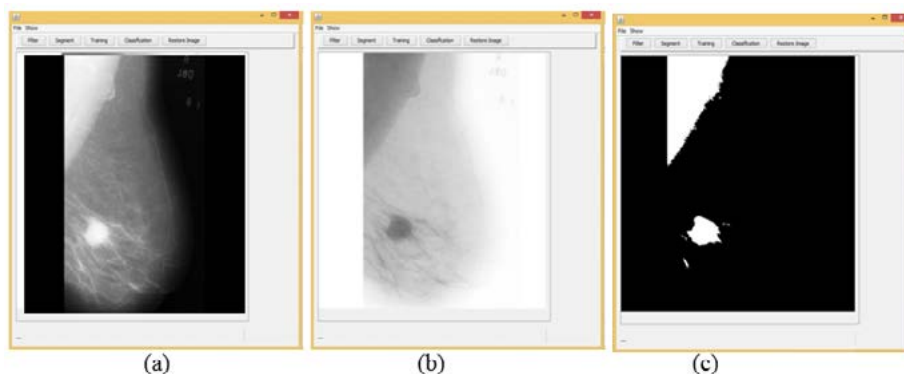 File Show
Filter Segment Training Classification Restore Image
File Show
Filter Segment Training Classification Restore Image
File Show
Filter Segment Training Classification Restore Image
(a) (b) (c)